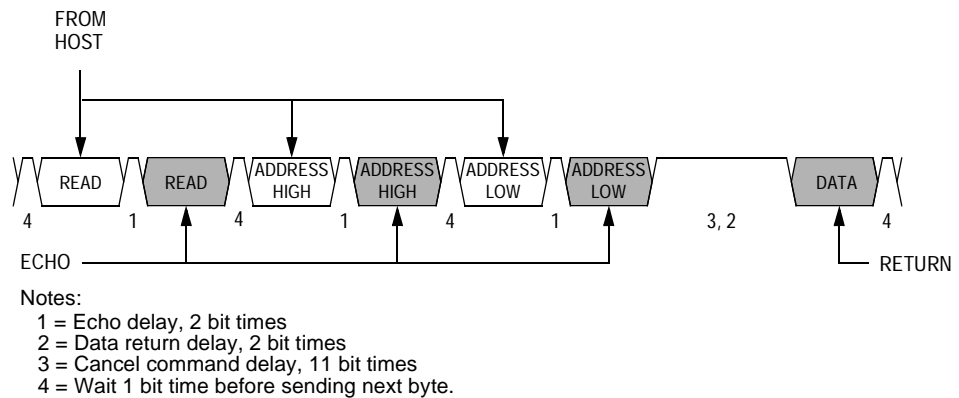 FROM
HOST
READ READ ADDRESS HIGH ADDRESS HIGH ADDRESS LOW ADDRESS LOW DATA
4 1 4 1 4 1 3, 2 4
ECHO RETURN
Notes:
1 = Echo delay, 2 bit times
2 = Data return delay, 2 bit times
3 = Cancel command delay, 11 bit times
4 = Wait 1 bit time before sending next byte.